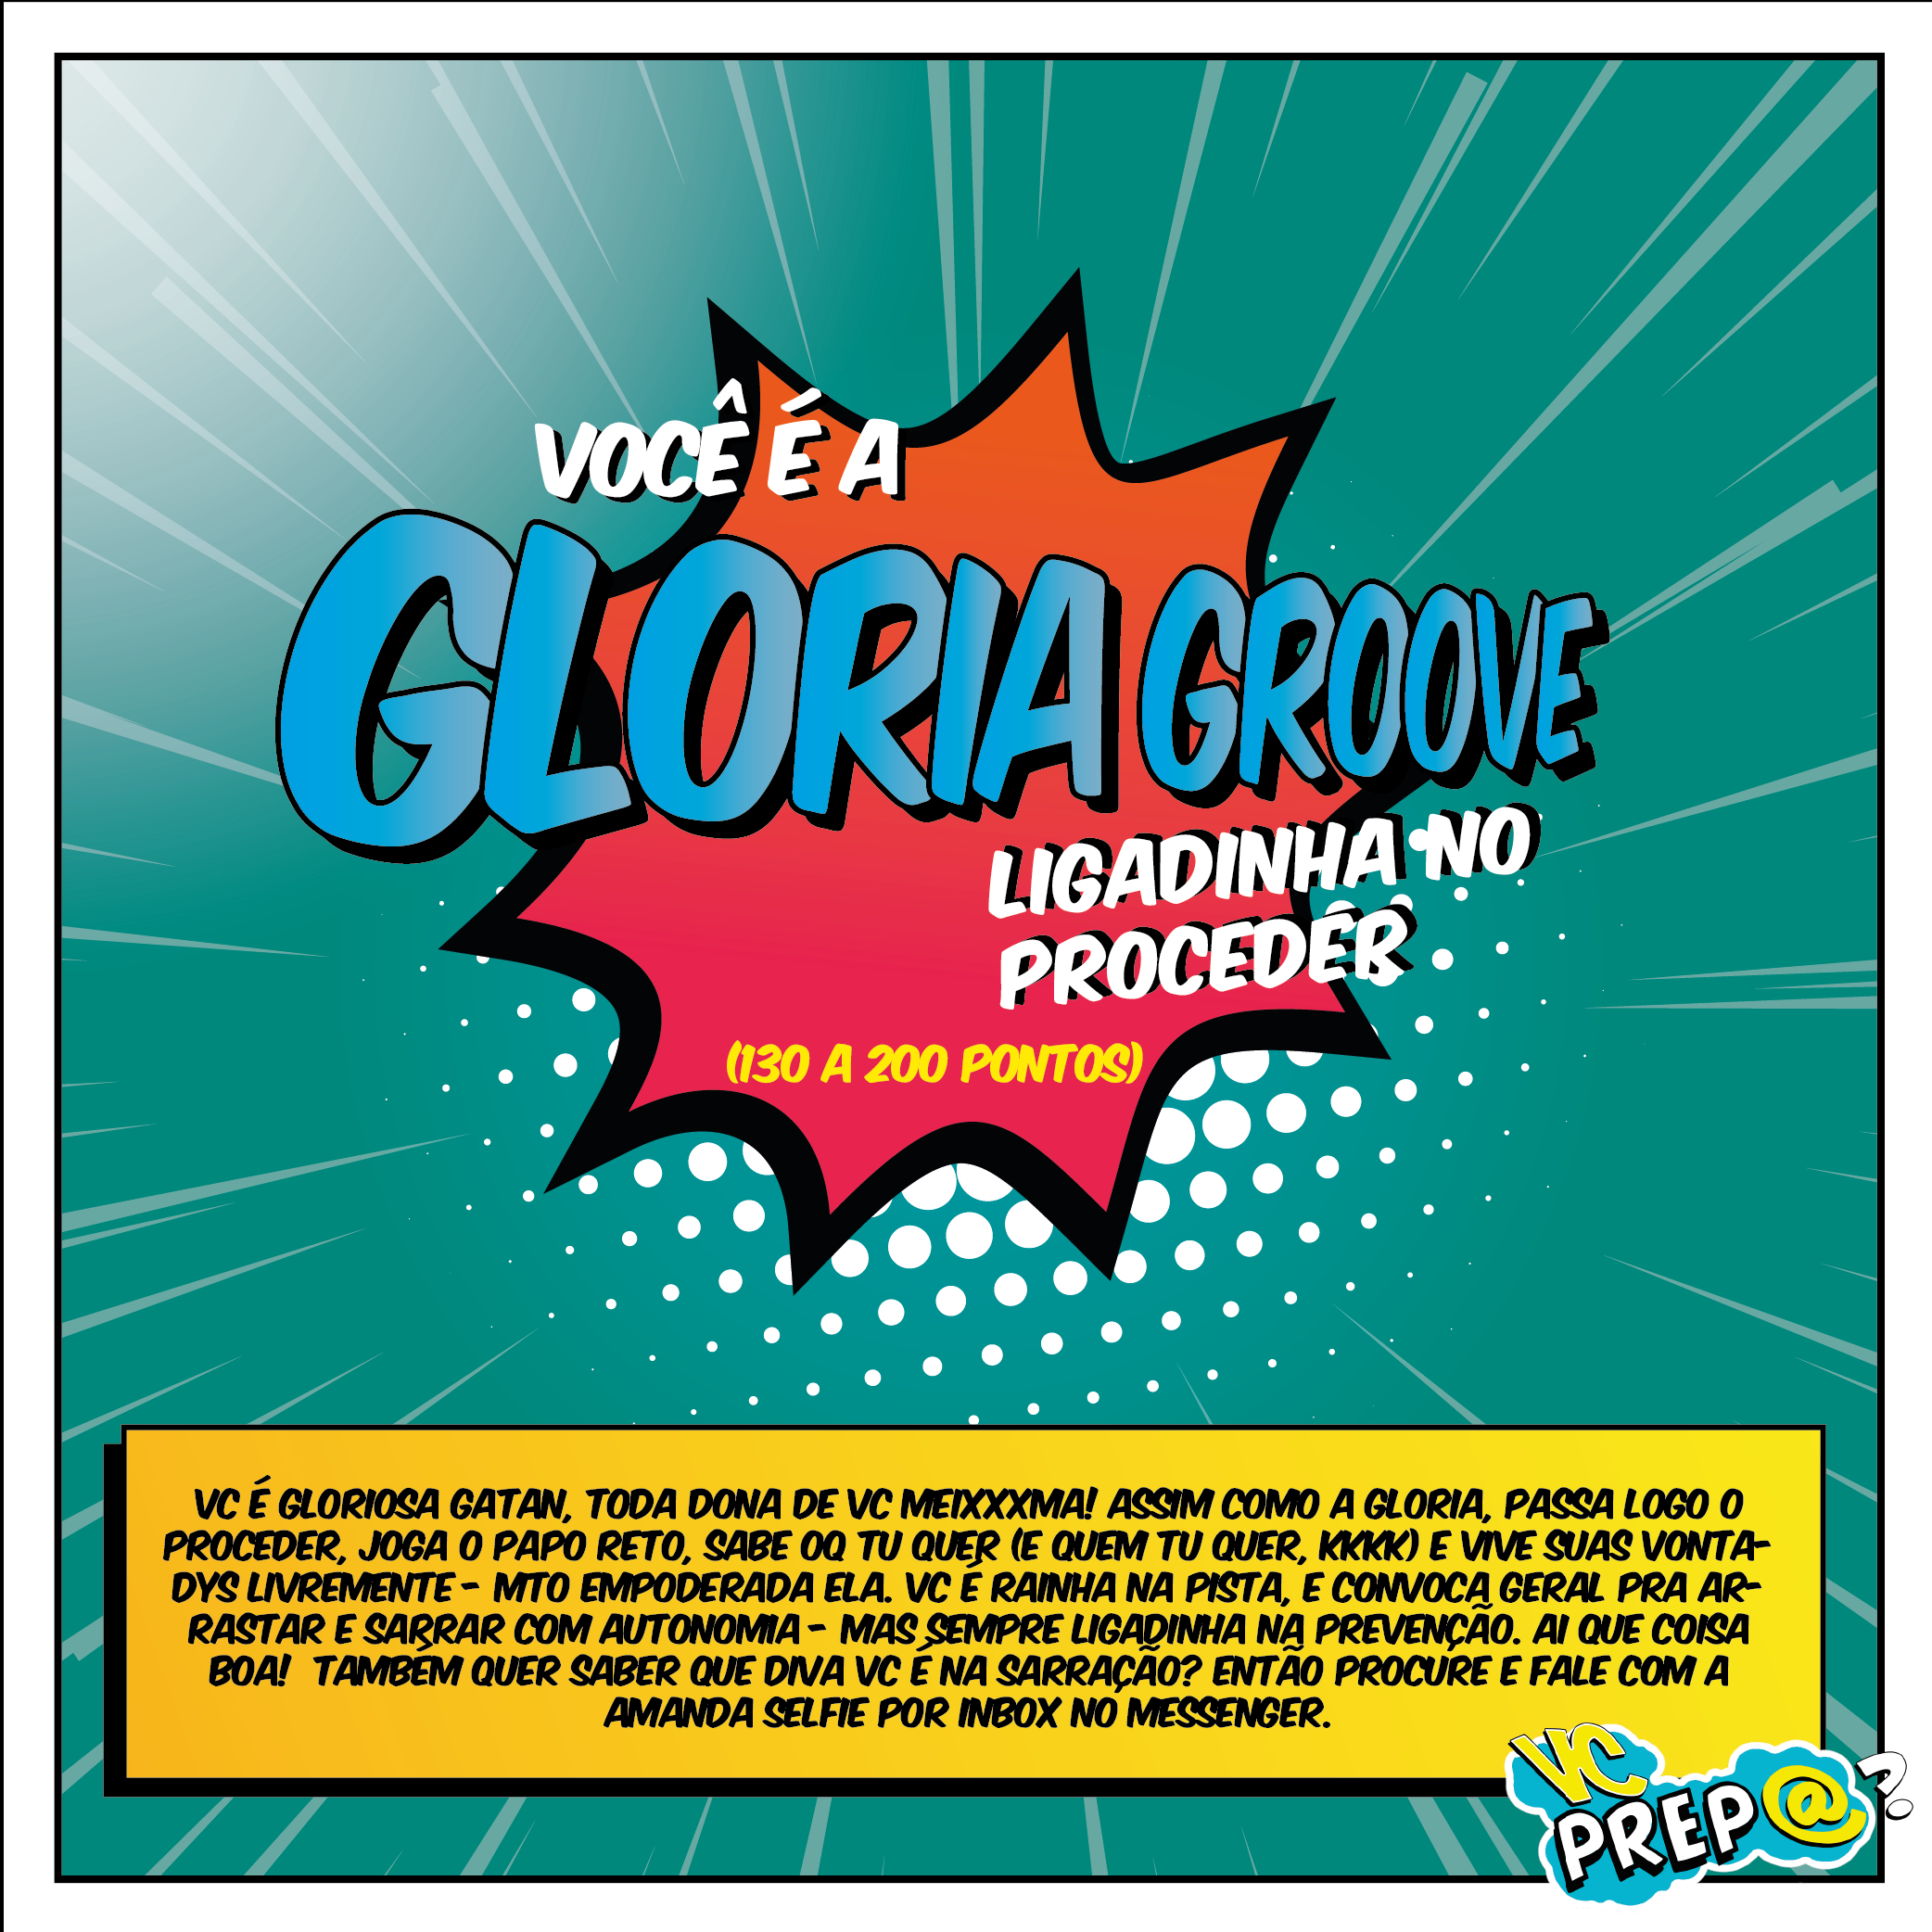 VOCÊ É A
GLORIA GROOVE
LIGADINHA NO
PROCEDER
(130 A 200 PONTOS)
VC É GLORIOSA GATAN, TODA DONA DE VC MEIXXXMA! ASSIM COMO A GLORIA, PASSA LOGO O
PROCEDER, JOGA O PAPO RETO, SABE OQ TU QUER (E QUEM TU QUER, KKKK) E VIVE SUAS VONTA-
DYS LIVREMENTE - MTO EMPODERADA ELA. VC É RAINHA NA PISTA, E CONVOCA GERAL PRA AR-
RASTAR E SARRAR COM AUTONOMIA - MAS SEMPRE LIGADINHA NA PREVENÇÃO. AI QUE COISA
BOA! TAMBÉM QUER SABER QUE DIVA VC É NA SARRAÇÃO? ENTÃO PROCURE E FALE COM A
AMANDA SELFIE POR INBOX NO MESSENGER.
VC
PREP@?